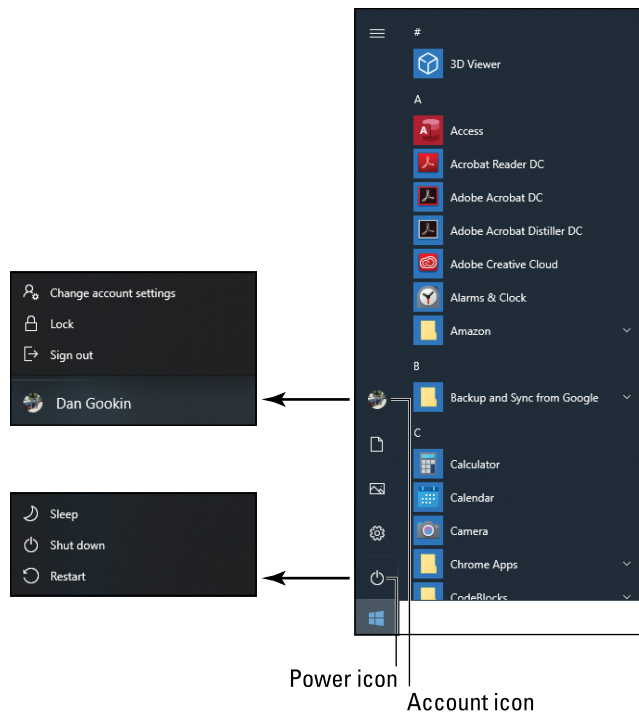 #
3D Viewer
A
Access
Acrobat Reader DC
Adobe Acrobat DC
Adobe Acrobat Distiller DC
Adobe Creative Cloud
Alarms & Clock
Amazon
B
Backup and Sync from Google
C
Calculator
Calendar
Camera
Chrome Apps
CodeBlocks
Change account settings
Lock
Sign out
Dan Gookin
Sleep
Shut down
Restart
Power icon
Account icon